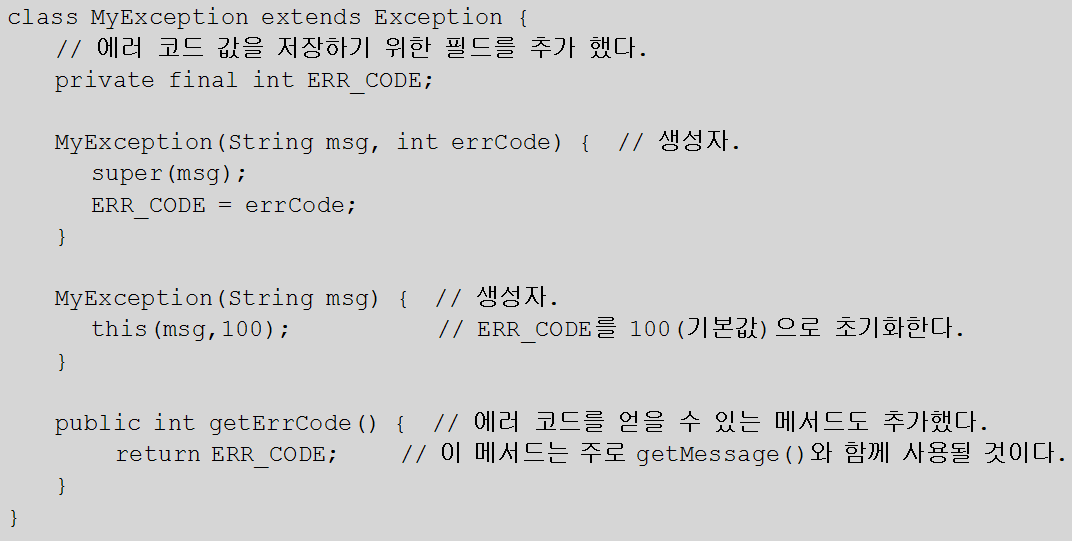 class MyException extends Exception {
// 에러 코드 값을 저장하기 위한 필드를 추가 했다.
private final int ERR_CODE;
MyException(String msg, int errCode) { // 생성자.
super(msg);
ERR_CODE = errCode;
}
MyException(String msg) { // 생성자.
this(msg,100); // ERR_CODE를 100(기본값)으로 초기화한다.
}
public int getErrCode() { // 에러 코드를 얻을 수 있는 메서드도 추가했다.
return ERR_CODE; // 이 메서드는 주로 getMessage()와 함께 사용될 것이다.
}
}